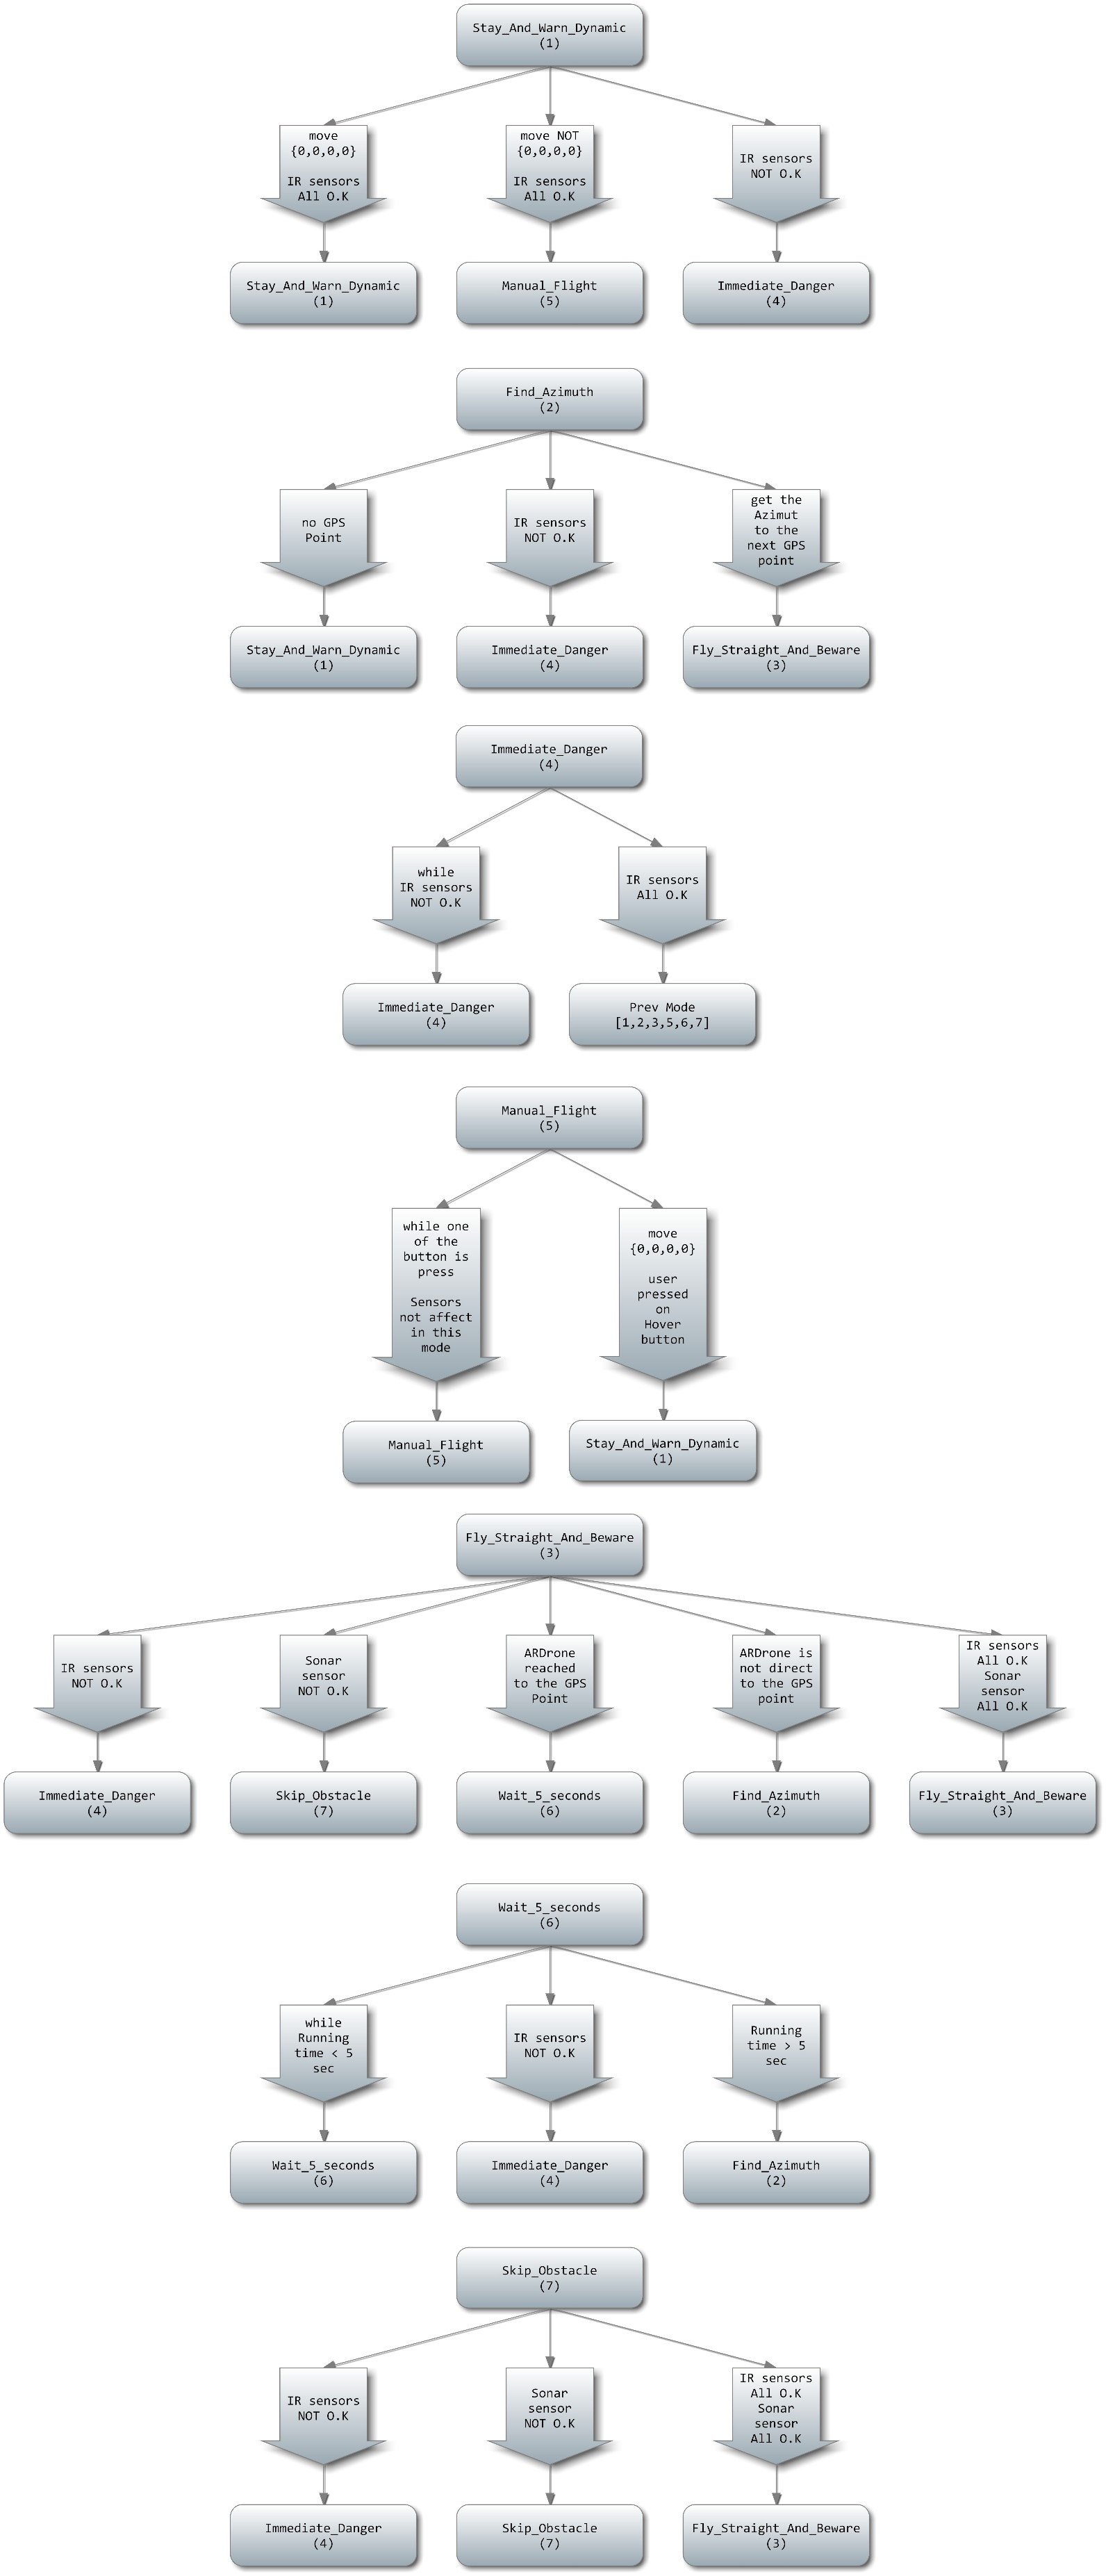 Stay_And_Warn_Dynamic
(1)
move
{0,0,0,0}
IR sensors
All O.K
move NOT
{0,0,0,0}
IR sensors
All O.K
IR sensors
NOT O.K
Stay_And_Warn_Dynamic
(1)
Manual_Flight
(5)
Immediate_Danger
(4)
Find_Azimuth
(2)
no GPS
Point
IR sensors
NOT O.K
get the
Azimut
to the
next GPS
point
Stay_And_Warn_Dynamic
(1)
Immediate_Danger
(4)
Fly_Straight_And_Beware
(3)
Immediate_Danger
(4)
while
IR sensors
NOT O.K
IR sensors
All O.K
Immediate_Danger
(4)
Prev Mode
[1,2,3,5,6,7]
Manual_Flight
(5)
while one
of the
button is
press
Sensors
not affect
in this
mode
move
{0,0,0,0}
user
pressed
on
Hover
button
Manual_Flight
(5)
Stay_And_Warn_Dynamic
(1)
Fly_Straight_And_Beware
(3)
IR sensors
NOT O.K
Sonar
sensor
NOT O.K
ARDrone
reached
to the GPS
Point
ARDrone is
not direct
to the GPS
point
IR sensors
All O.K
Sonar
sensor
All O.K
Immediate_Danger
(4)
Skip_Obstacle
(7)
Wait_5_seconds
(6)
Find_Azimuth
(2)
Fly_Straight_And_Beware
(3)
Wait_5_seconds
(6)
while
Running
time < 5
sec
IR sensors
NOT O.K
Running
time > 5
sec
Wait_5_seconds
(6)
Immediate_Danger
(4)
Find_Azimuth
(2)
Skip_Obstacle
(7)
IR sensors
NOT O.K
Sonar
sensor
NOT O.K
IR sensors
All O.K
Sonar
sensor
All O.K
Immediate_Danger
(4)
Skip_Obstacle
(7)
Fly_Straight_And_Beware
(3)